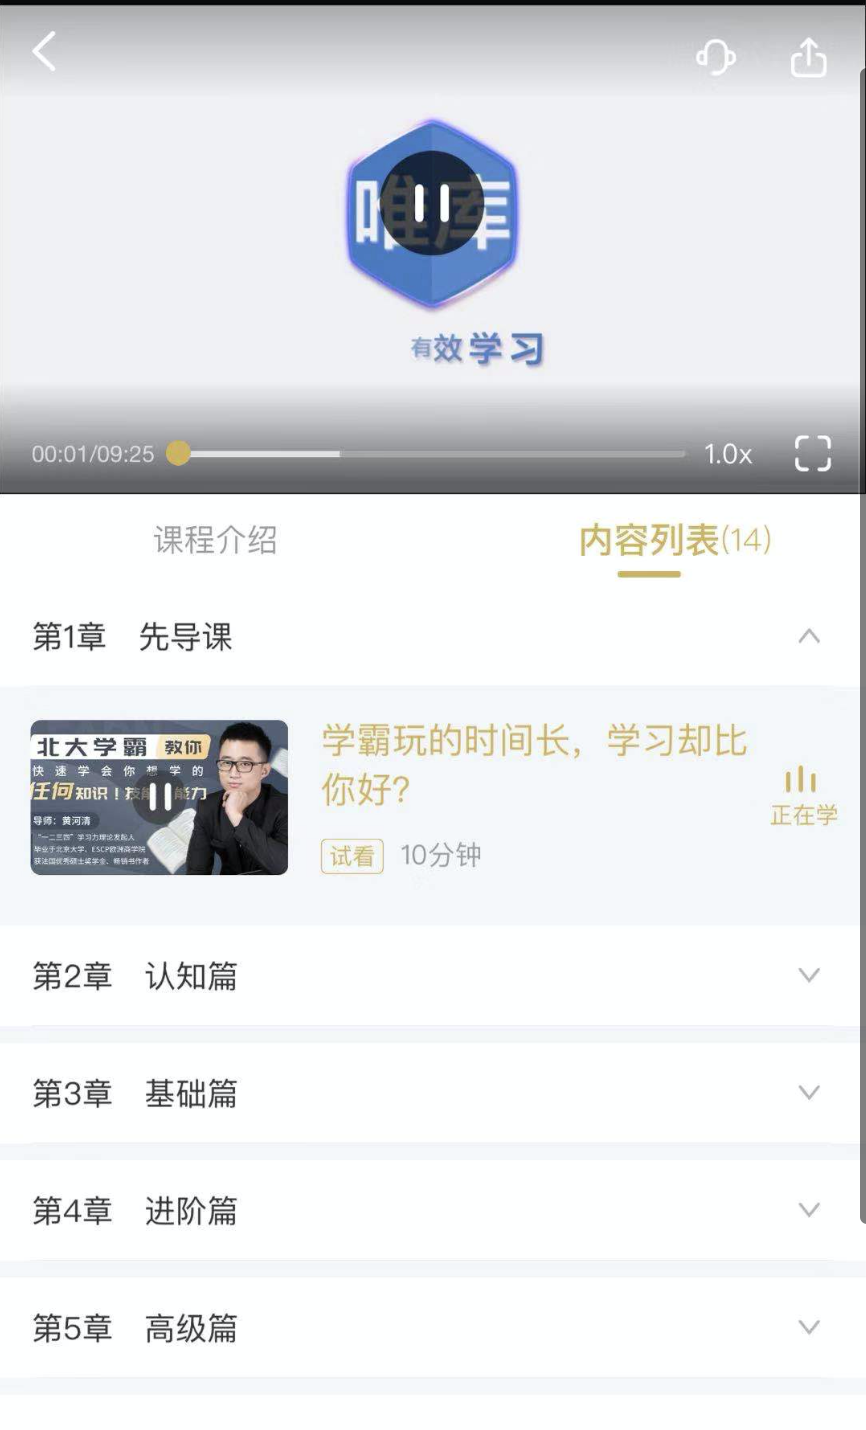 唯库
有效学习
00:01/09:25
1.0x
课程介绍
内容列表(14)
第1章 先导课
北大学霸 教你
快速学会你想学的
任何知识！技能！能力
导师：黄河清
“一二三四”学习力理论发起人
毕业于北京大学、ESCP欧洲商学院
获法国优秀硕士奖学金、畅销书作者
学霸玩的时间长，学习却比
你好？
试看 10分钟
正在学
第2章 认知篇
第3章 基础篇
第4章 进阶篇
第5章 高级篇